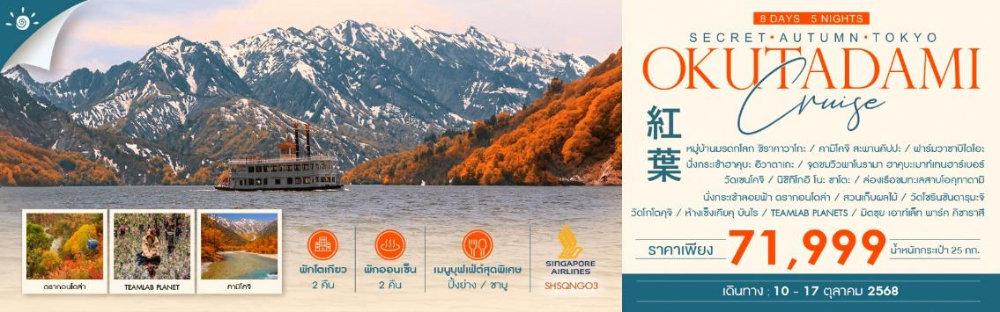 8 DAYS 5 NIGHTS
SECRET • AUTUMN • TOKYO
OKUTADAMI
Cruise
紅葉
หมู่บ้านมรดกโลก ชิราคาวาโกะ / คามิโคจิ สะพานคัปปะ / ฟาร์มวาซาบิไดโอะ
นั่งกระเช้าฮาคุบะ อิวาตาเกะ / จุดชมวิวพาโนรามา ฮาคุบะเมาท์เทนฮาร์เบอร์
วัดเซนโคจิ / นิชิกิโกอิ โนะ ซาโตะ / ล่องเรือชมทะเลสาบโอคุทาดามิ
นั่งกระเช้าลอยฟ้า ดรากอนโดล่า / สวนเก็บผลไม้ / วัดโชรินซันดารุมะจิ
วัดโกโตคุจิ / ห้างเซ็งเคียคุ บันไร / TEAMLAB PLANETS / มิตซุย เอาท์เล็ท พาร์ค คิซาราสึ
ราคาเพียง 71,999 น้ำหนักกระเป๋า 25 กก.
เดินทาง : 10 - 17 ตุลาคม 2568
ดรากอนโดล่า
TEAMLAB PLANET
คามิโคจิ
พักโตเกียว
2 คืน
พักออนเซ็น
2 คืน
เมนูบุฟเฟ่ต์สุดพิเศษ
ปิ้งย่าง / ชาบู
SINGAPORE
AIRLINES
SHSQNGO3